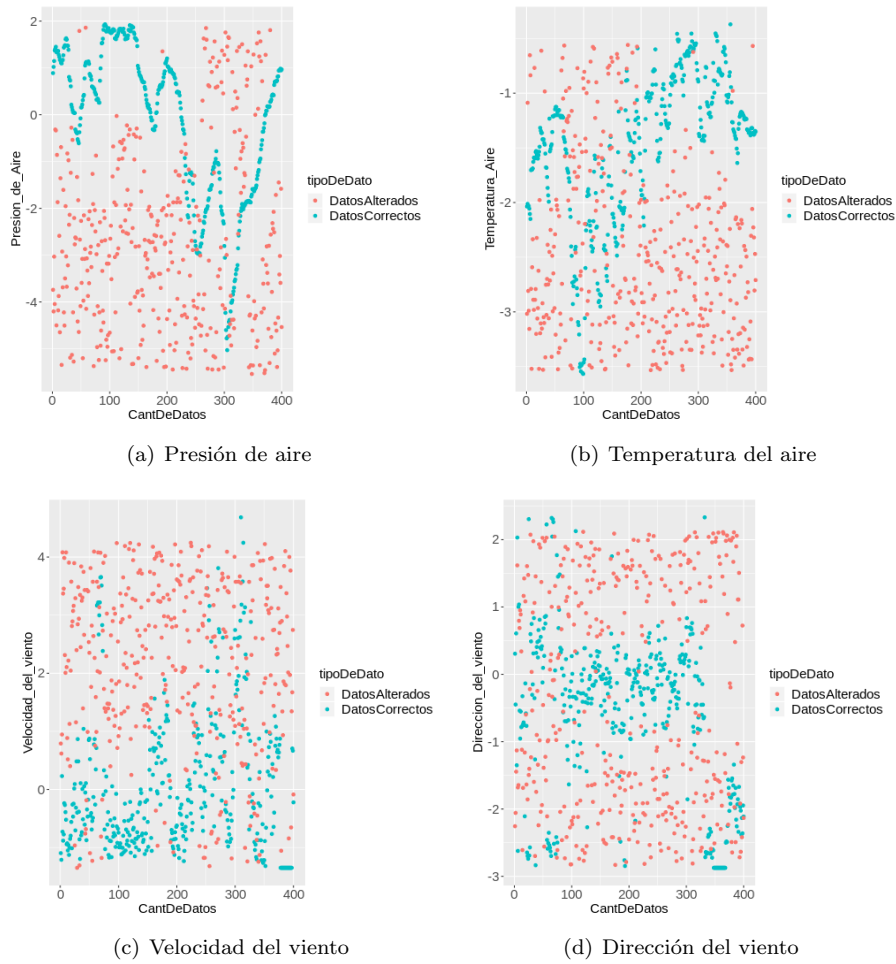 2
0
-2
-4
Presion_de_Aire
0
100
200
300
400
CantDeDatos
tipoDeDato
DatosAlterados
DatosCorrectos
(a) Presión de aire
-1
-2
-3
Temperatura_Aire
0
100
200
300
400
CantDeDatos
tipoDeDato
DatosAlterados
DatosCorrectos
(b) Temperatura del aire
4
2
0
Velocidad_del_viento
0
100
200
300
400
CantDeDatos
tipoDeDato
DatosAlterados
DatosCorrectos
(c) Velocidad del viento
2
1
0
-1
-2
-3
Direccion_del_viento
0
100
200
300
400
CantDeDatos
tipoDeDato
DatosAlterados
DatosCorrectos
(d) Dirección del viento